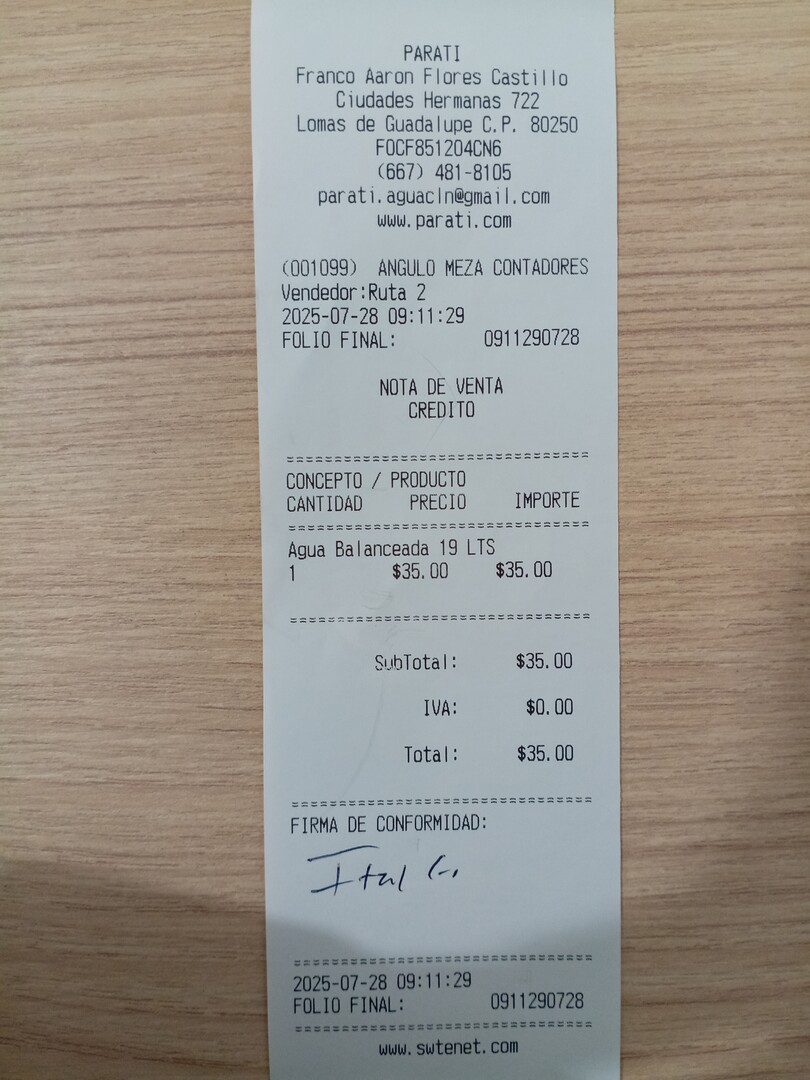 PARATI
Franco Aaron Flores Castillo
Ciudades Hermanas 722
Lomas de Guadalupe C.P. 80250
FOCF851204CN6
(667) 481-8105
parati.aguacln@gmail.com
www.parati.com
(001099) ANGULO MEZA CONTADORES
Vendedor:Ruta 2
2025-07-28 09:11:29
FOLIO FINAL: 0911290728
NOTA DE VENTA
CREDITO
==============================
CONCEPTO / PRODUCTO
CANTIDAD PRECIO IMPORTE
==============================
Agua Balanceada 19 LTS
1 $35.00 $35.00
==============================
SubTotal: $35.00
IVA: $0.00
Total: $35.00
==============================
FIRMA DE CONFORMIDAD:
==============================
2025-07-28 09:11:29
FOLIO FINAL: 0911290728
==============================
www.swtenet.com